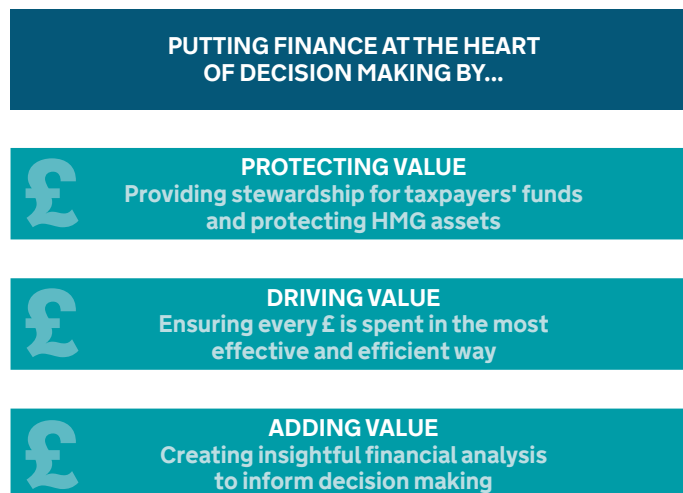 PUTTING FINANCE AT THE HEART
OF DECISION MAKING BY...
£
PROTECTING VALUE
Providing stewardship for taxpayers' funds
and protecting HMG assets
£
DRIVING VALUE
Ensuring every £ is spent in the most
effective and efficient way
£
ADDING VALUE
Creating insightful financial analysis
to inform decision making